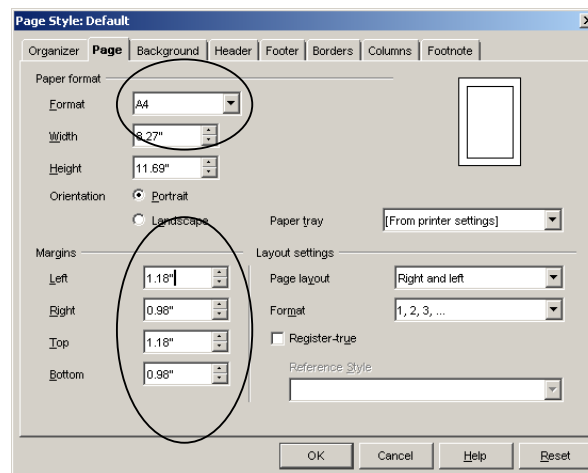 Page Style: Default
Organizer Page Background Header Footer Borders Columns Footnote
Paper format
Format A4
Width 8.27"
Height 11.69"
Orientation Portrait
Landscape Paper tray [From printer settings]
Margins Layout settings
Left 1.18" Page layout Right and left
Right 0.98" Format 1, 2, 3, ...
Top 1.18" Register-true
Bottom 0.98" Reference Style
OK Cancel Help Reset